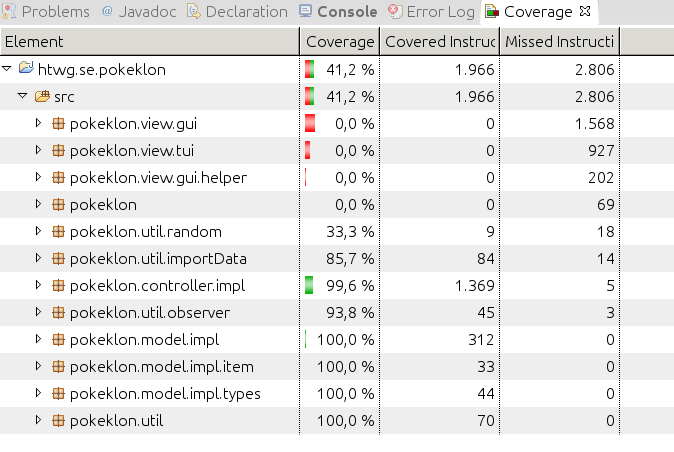 Problems @ Javadoc Declaration Console Error Log Coverage
Element Coverage Covered Instruc Missed Instructi
htwg.se.pokeklon 41,2 % 1.966 2.806
src 41,2 % 1.966 2.806
pokeklon.view.gui 0,0 % 0 1.568
pokeklon.view.tui 0,0 % 0 927
pokeklon.view.gui.helper 0,0 % 0 202
pokeklon 0,0 % 0 69
pokeklon.util.random 33,3 % 9 18
pokeklon.util.importData 85,7 % 84 14
pokeklon.controller.impl 99,6 % 1.369 5
pokeklon.util.observer 93,8 % 45 3
pokeklon.model.impl 100,0 % 312 0
pokeklon.model.impl.item 100,0 % 33 0
pokeklon.model.impl.types 100,0 % 44 0
pokeklon.util 100,0 % 70 0